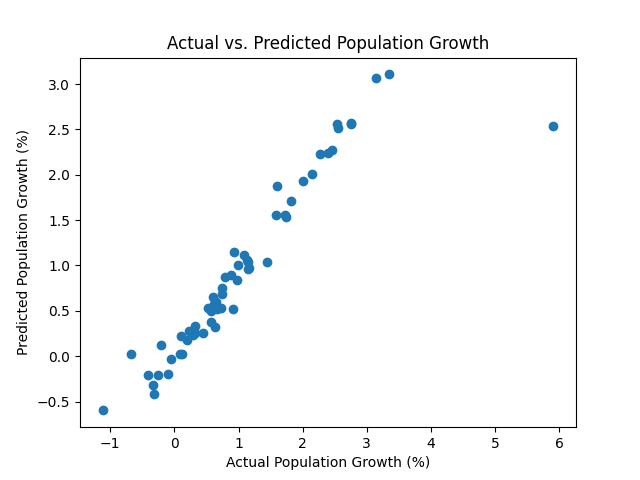 Actual vs. Predicted Population Growth
3.0
2.5
2.0
1.5
1.0
0.5
0.0
−0.5
Predicted Population Growth (%)
−1 0 1 2 3 4 5 6
Actual Population Growth (%)